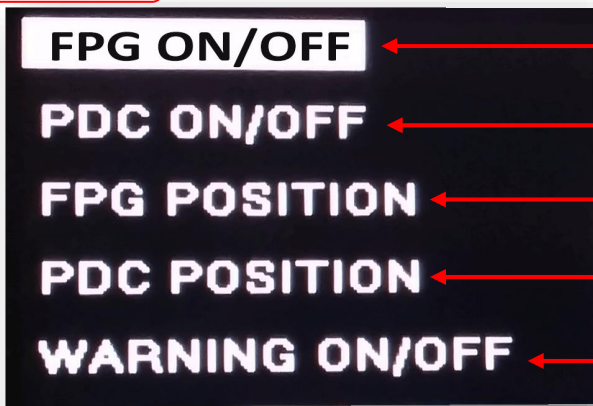 FPG ON/OFF
PDC ON/OFF
FPG POSITION
PDC POSITION
WARNING ON/OFF